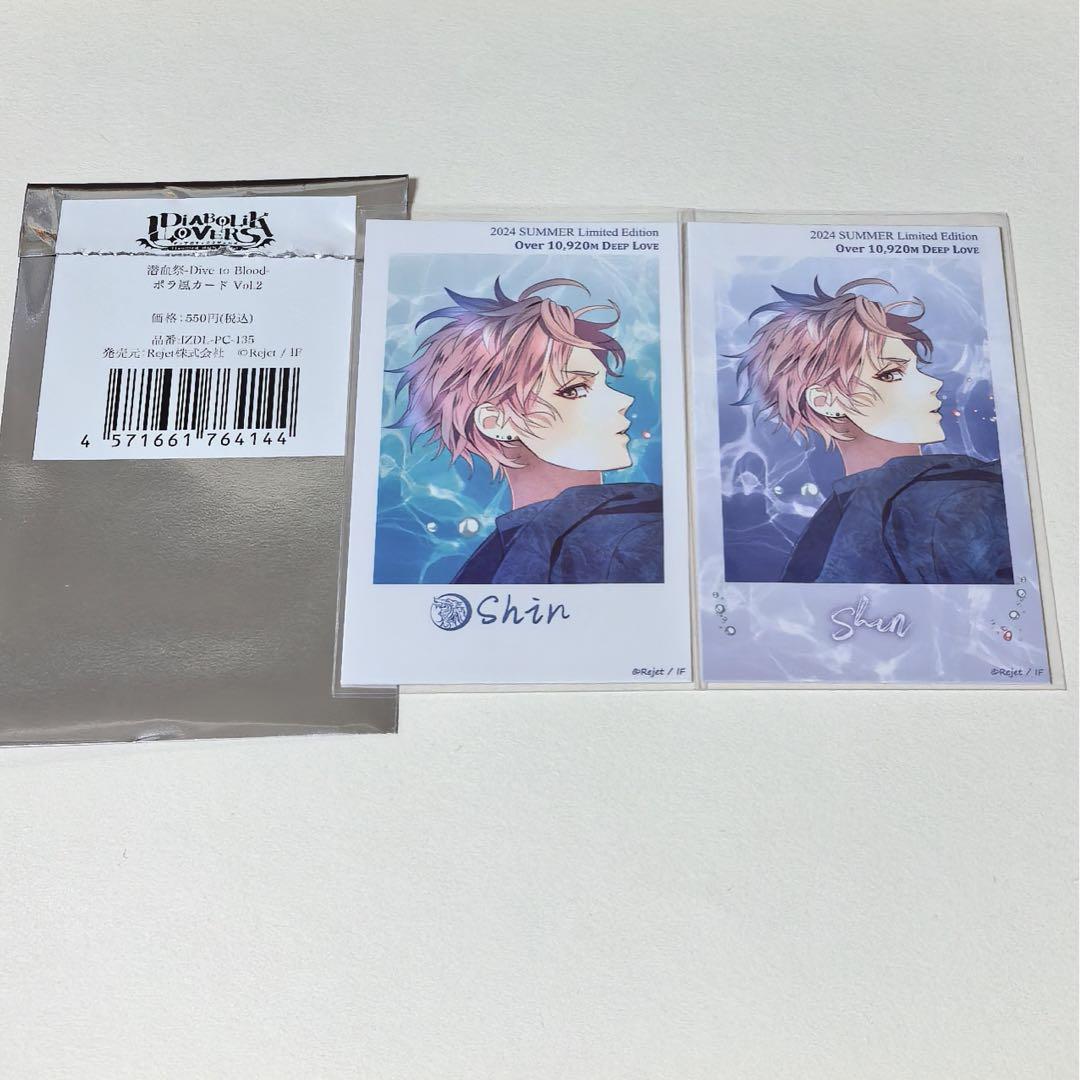 DIABOLIK
LOVERS
潜血祭-Dive to Blood-
ポラ風カード Vol.2
価格:550円(税込)
品番:IZDL-PC-135
発売元:Rejet株式会社 ©Rejet / IF
4 571661 764144
2024 SUMMER Limited Edition
OVER 10,920M DEEP LOVE
Shin
©Rejet / IF
2024 SUMMER Limited Edition
OVER 10,920M DEEP LOVE
Shin
©Rejet / IF